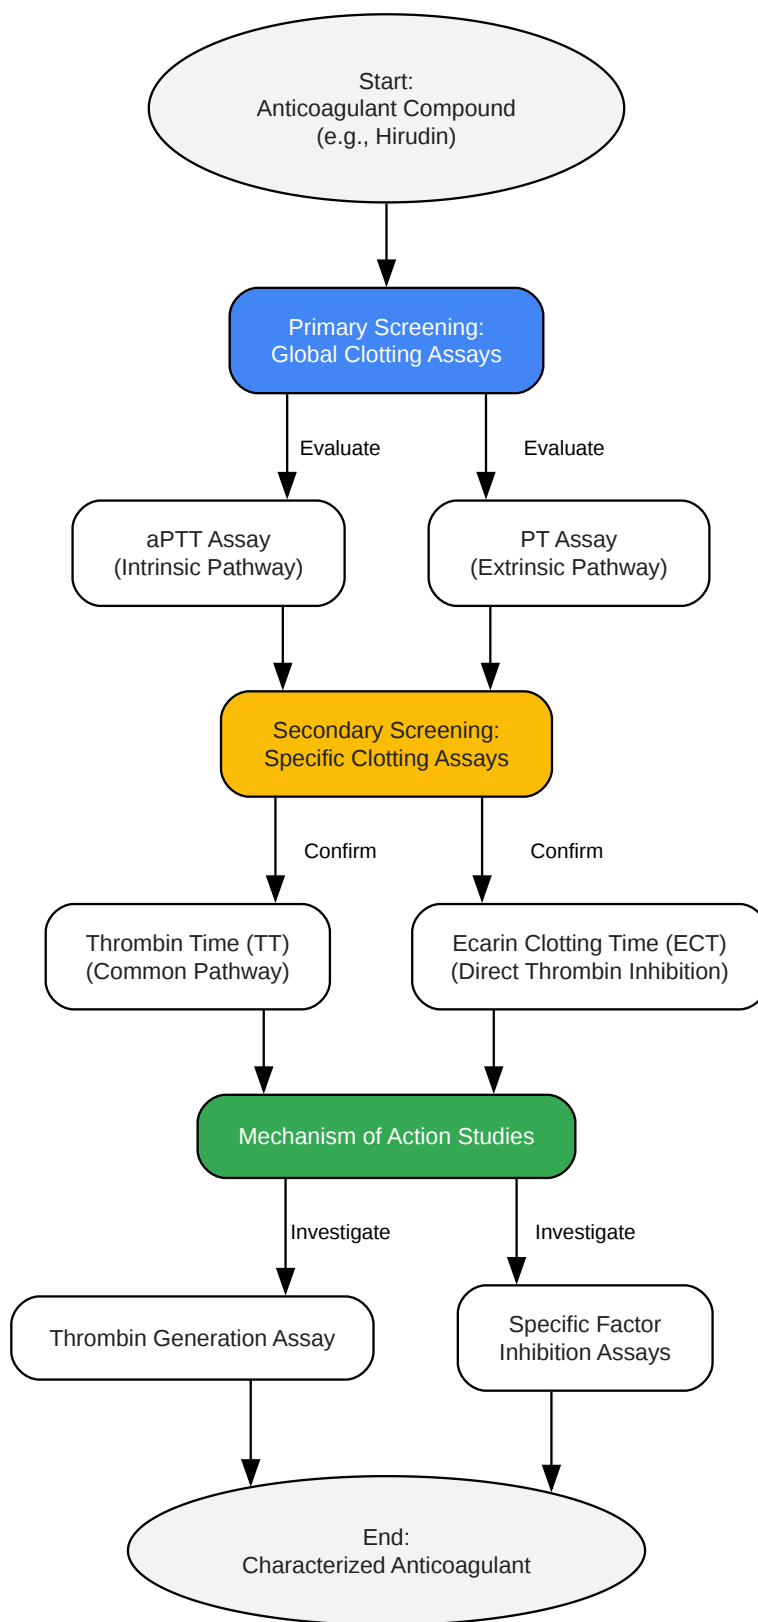 Start:
Anticoagulant Compound
(e.g., Hirudin)
Primary Screening:
Global Clotting Assays
Evaluate
Evaluate
aPTT Assay
(Intrinsic Pathway)
PT Assay
(Extrinsic Pathway)
Secondary Screening:
Specific Clotting Assays
Confirm
Confirm
Thrombin Time (TT)
(Common Pathway)
Ecarin Clotting Time (ECT)
(Direct Thrombin Inhibition)
Mechanism of Action Studies
Investigate
Investigate
Thrombin Generation Assay
Specific Factor
Inhibition Assays
End:
Characterized Anticoagulant